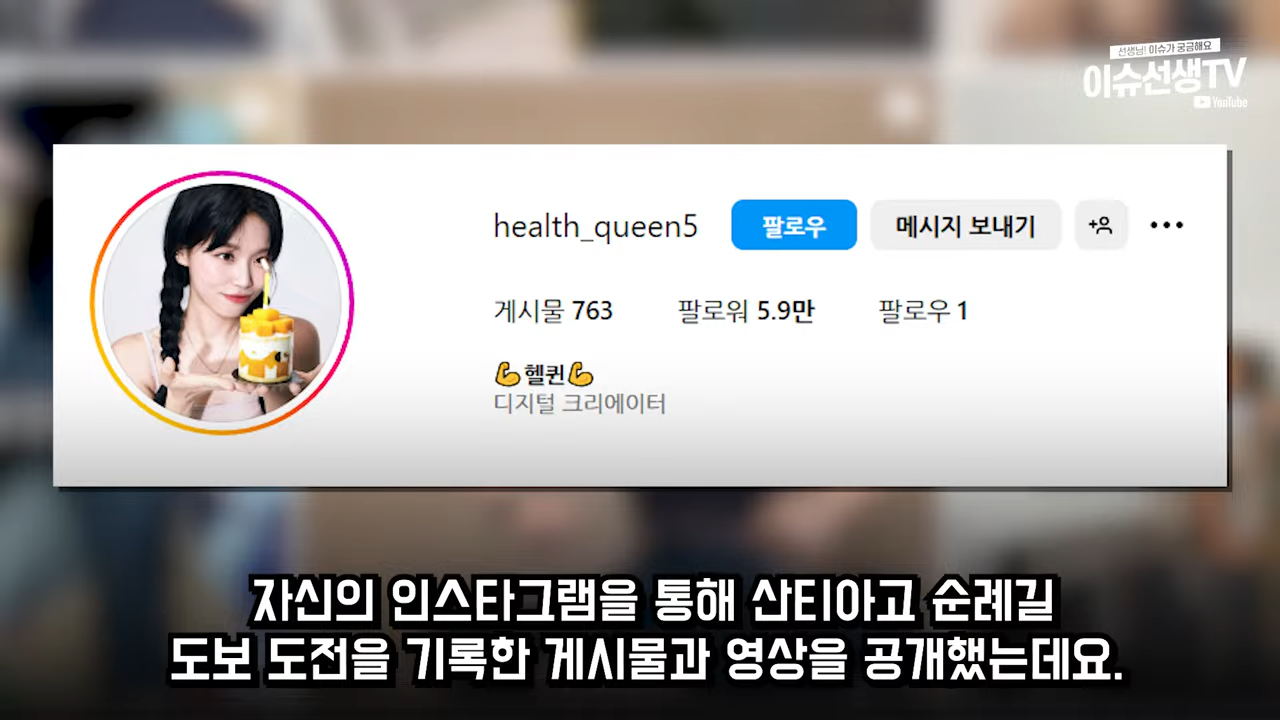 선생님! 이슈가 궁금해요
이슈선생TV
YouTube
health_queen5 팔로우 메시지 보내기
게시물 763 팔로워 5.9만 팔로우 1
💪헬퀸💪
디지털 크리에이터
자신의 인스타그램을 통해 산티아고 순례길
도보 도전을 기록한 게시물과 영상을 공개했는데요.